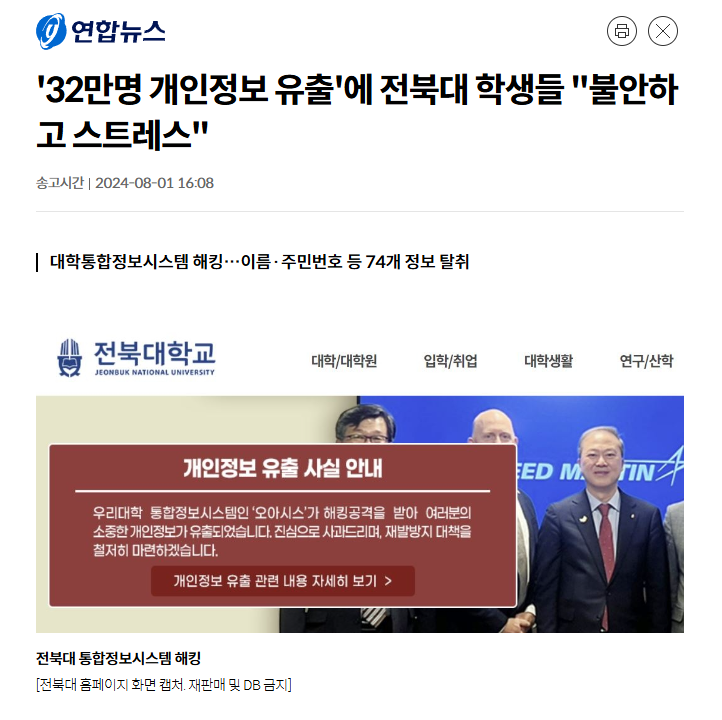 연합뉴스
'32만명 개인정보 유출'에 전북대 학생들 "불안하
고 스트레스"
송고시간 | 2024-08-01 16:08
대학통합정보시스템 해킹…이름·주민번호 등 74개 정보 탈취
전북대학교
JEONBUK NATIONAL UNIVERSITY
대학/대학원 입학/취업 대학생활 연구/산학
개인정보 유출 사실 안내
우리대학 통합정보시스템인 '오아시스'가 해킹공격을 받아 여러분의
소중한 개인정보가 유출되었습니다. 진심으로 사과드리며, 재발방지 대책을
철저히 마련하겠습니다.
개인정보 유출 관련 내용 자세히 보기 >
전북대 통합정보시스템 해킹
[전북대 홈페이지 화면 캡처. 재판매 및 DB 금지]